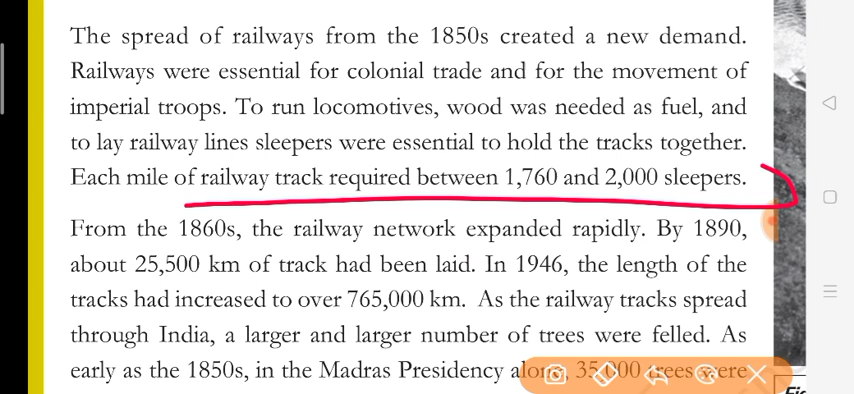 The spread of railways from the 1850s created a new demand.
Railways were essential for colonial trade and for the movement of
imperial troops. To run locomotives, wood was needed as fuel, and
to lay railway lines sleepers were essential to hold the tracks together.
Each mile of railway track required between 1,760 and 2,000 sleepers.
From the 1860s, the railway network expanded rapidly. By 1890,
about 25,500 km of track had been laid. In 1946, the length of the
tracks had increased to over 765,000 km. As the railway tracks spread
through India, a larger and larger number of trees were felled. As
early as the 1850s, in the Madras Presidency alone, 35,000 trees were